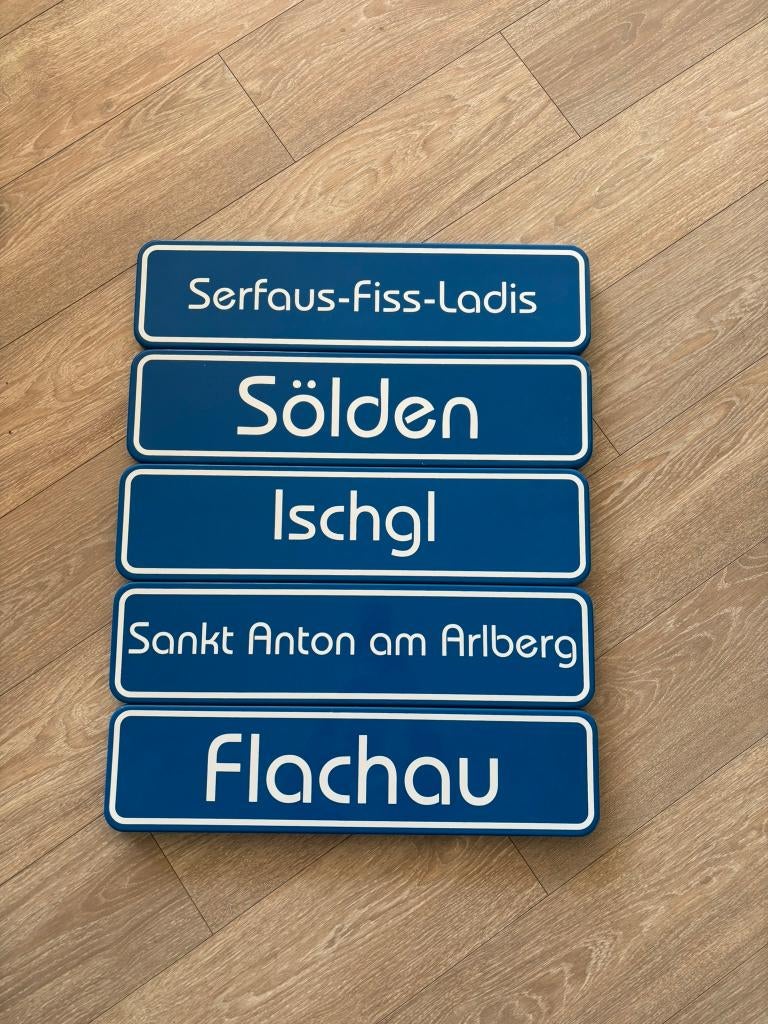 Serfaus-Fiss-Ladis
Sölden
Ischgl
Sankt Anton am Arlberg
Flachau